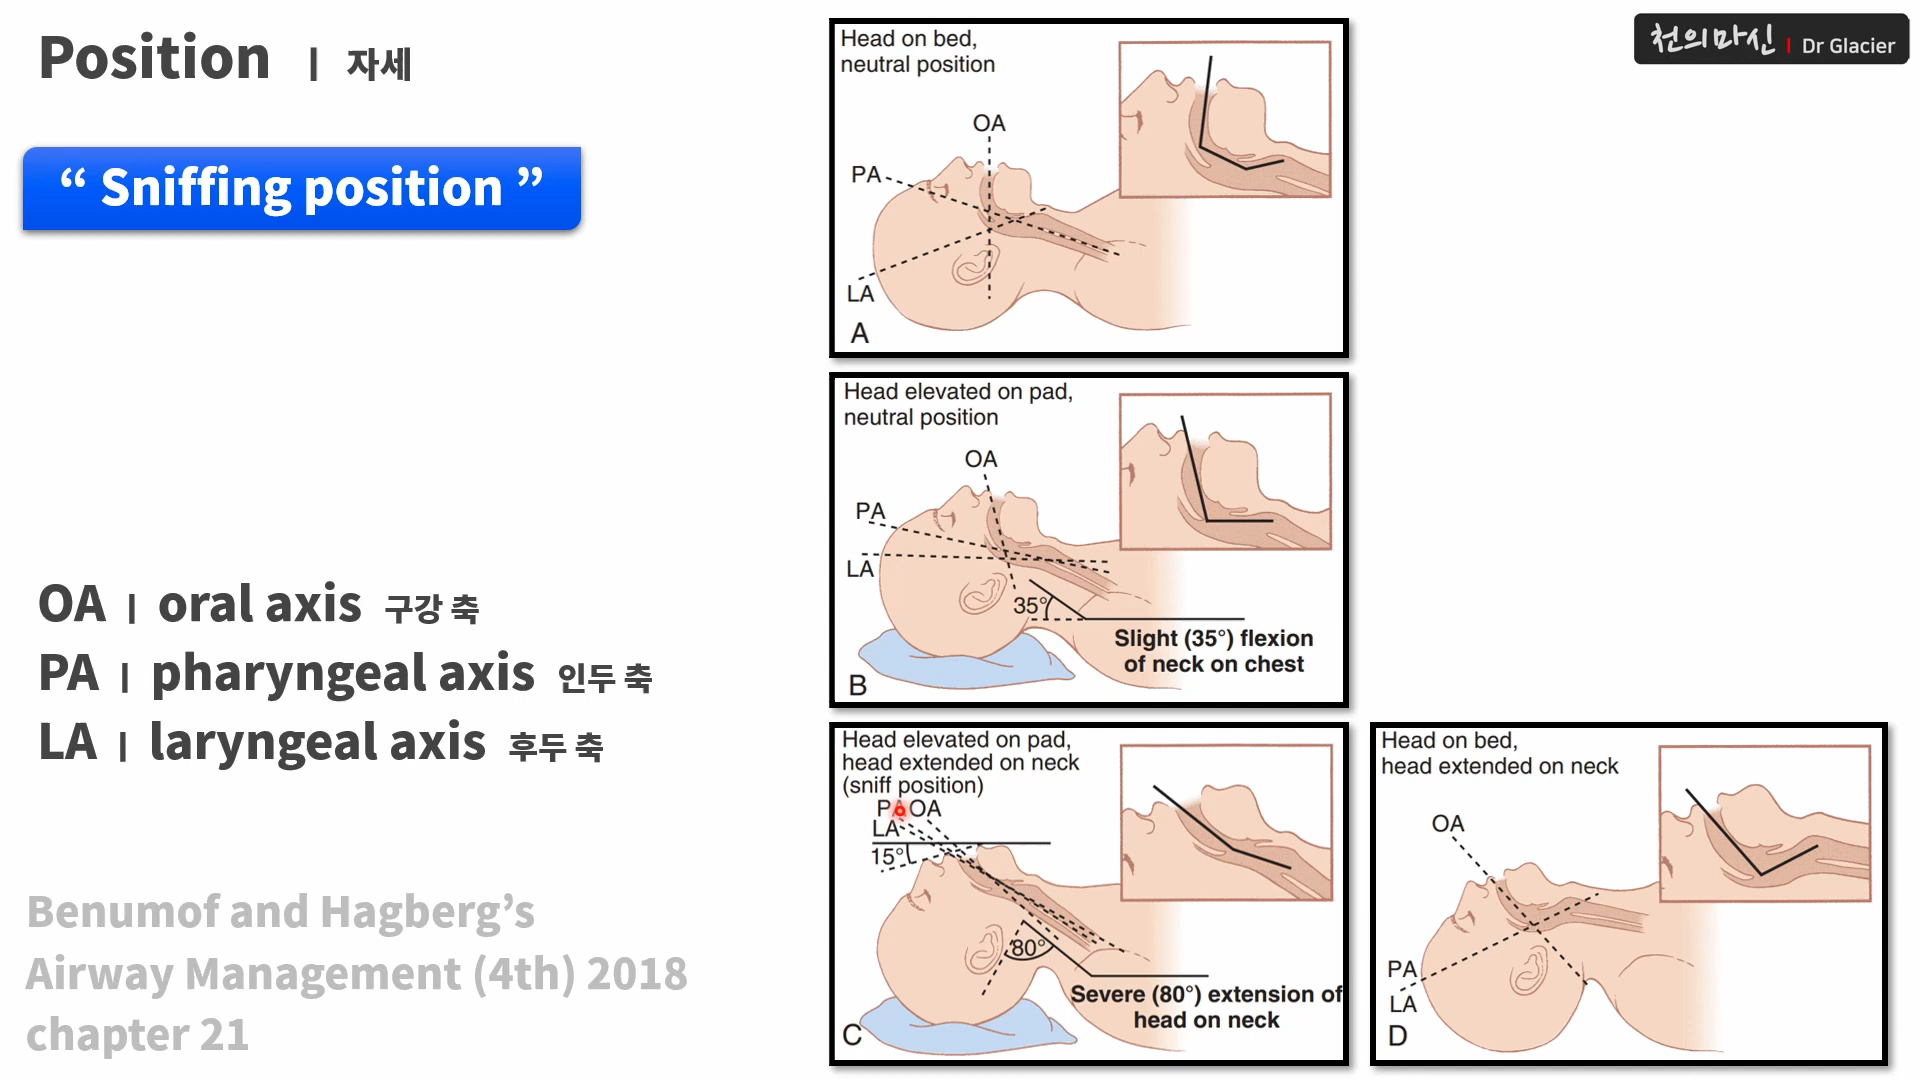 Position | 자세
“ Sniffing position ”
OA | oral axis 구강 축
PA | pharyngeal axis 인두 축
LA | laryngeal axis 후두 축
Benumof and Hagberg’s
Airway Management (4th) 2018
chapter 21
Head on bed,
neutral position
OA
PA
LA
A
Head elevated on pad,
neutral position
OA
PA
LA
35°
Slight (35°) flexion
of neck on chest
B
Head elevated on pad,
head extended on neck
(sniff position)
PA OA
LA
15°
80°
Severe (80°) extension of
head on neck
C
Head on bed,
head extended on neck
OA
PA
LA
D
천의마신 | Dr Glacier